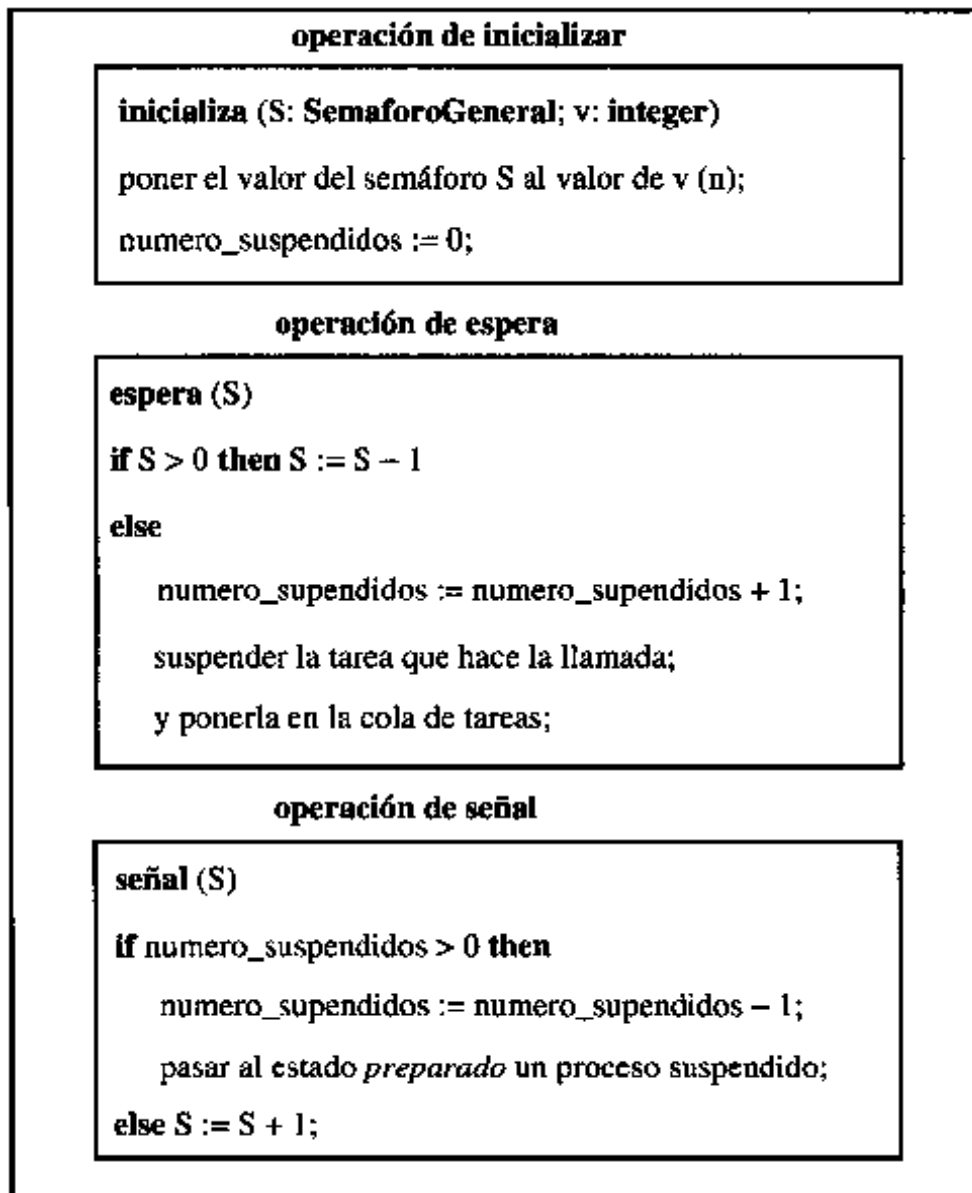 operación de inicializar
inicializa (S: SemaforoGeneral; v: integer)
poner el valor del semáforo S al valor de v (n);
numero_suspendidos := 0;
operación de espera
espera (S)
if S > 0 then S := S – 1
else
numero_supendidos := numero_supendidos + 1;
suspender la tarea que hace la llamada;
y ponerla en la cola de tareas;
operación de señal
señal (S)
if numero_suspendidos > 0 then
numero_supendidos := numero_supendidos – 1;
pasar al estado preparado un proceso suspendido;
else S := S + 1;